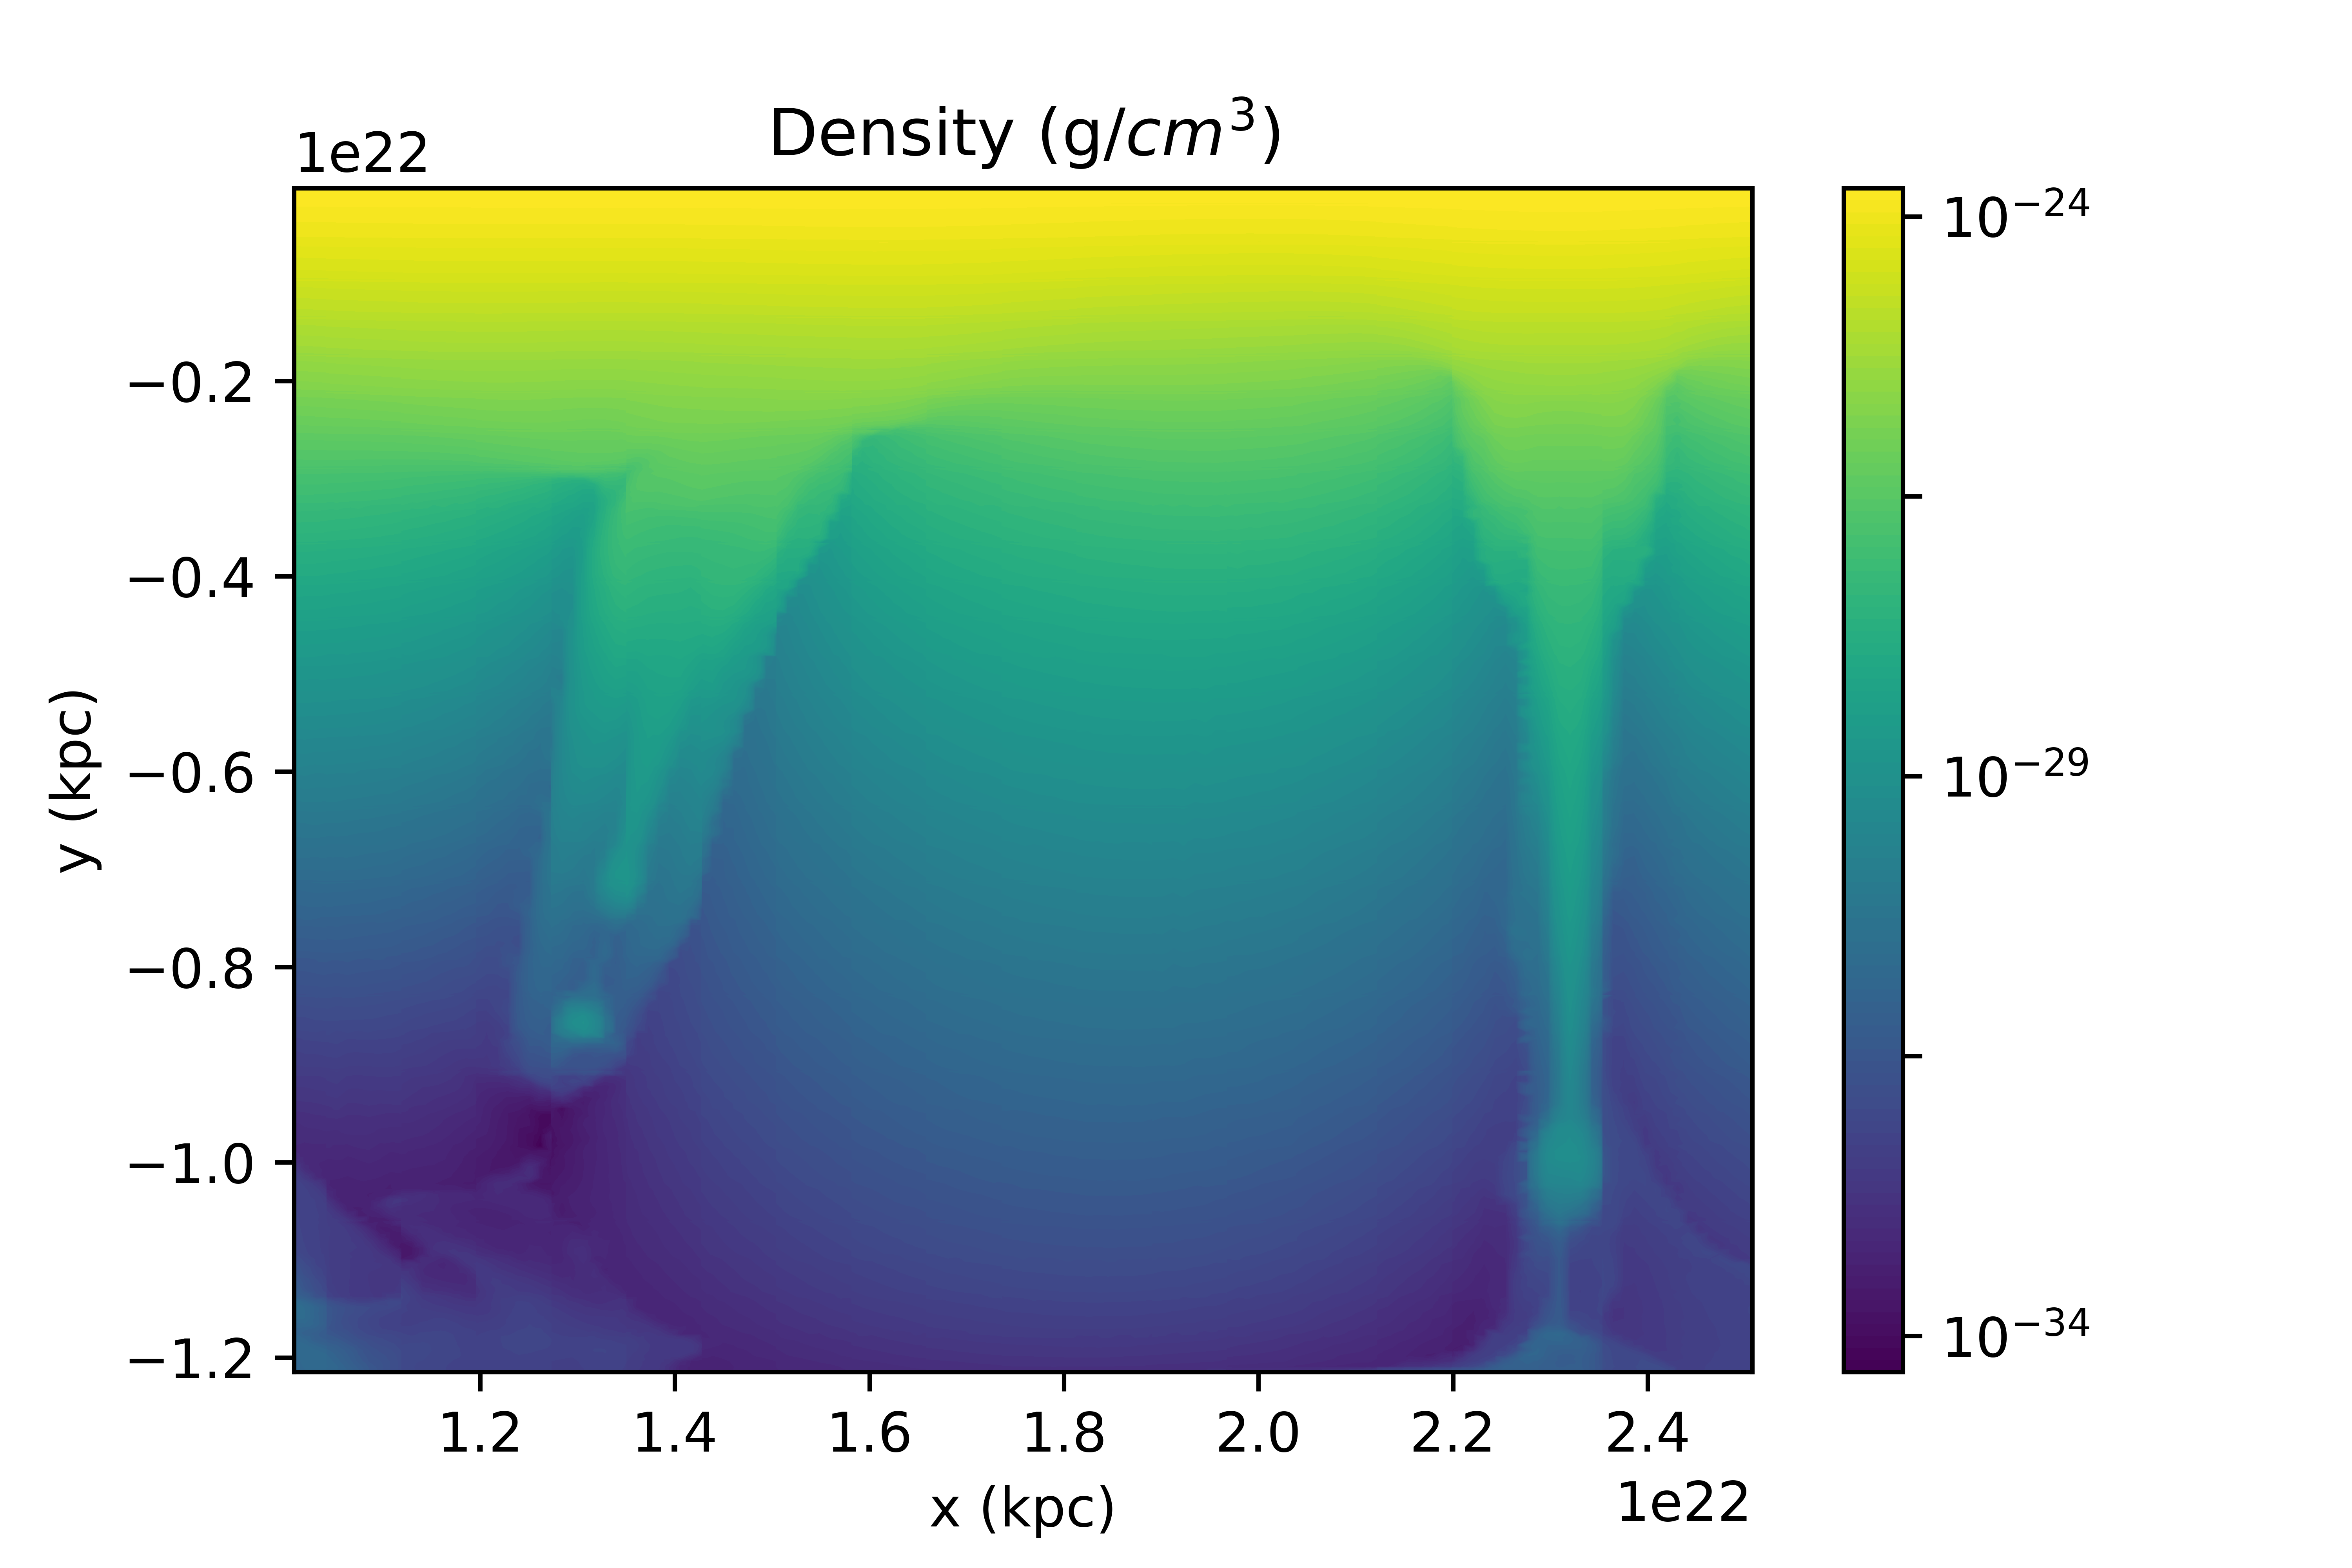 Density (g/cm³)
1e22
10⁻²⁴
−0.2
−0.4
−0.6
10⁻²⁹
y (kpc)
−0.8
−1.0
−1.2
10⁻³⁴
1.2 1.4 1.6 1.8 2.0 2.2 2.4
x (kpc)
1e22